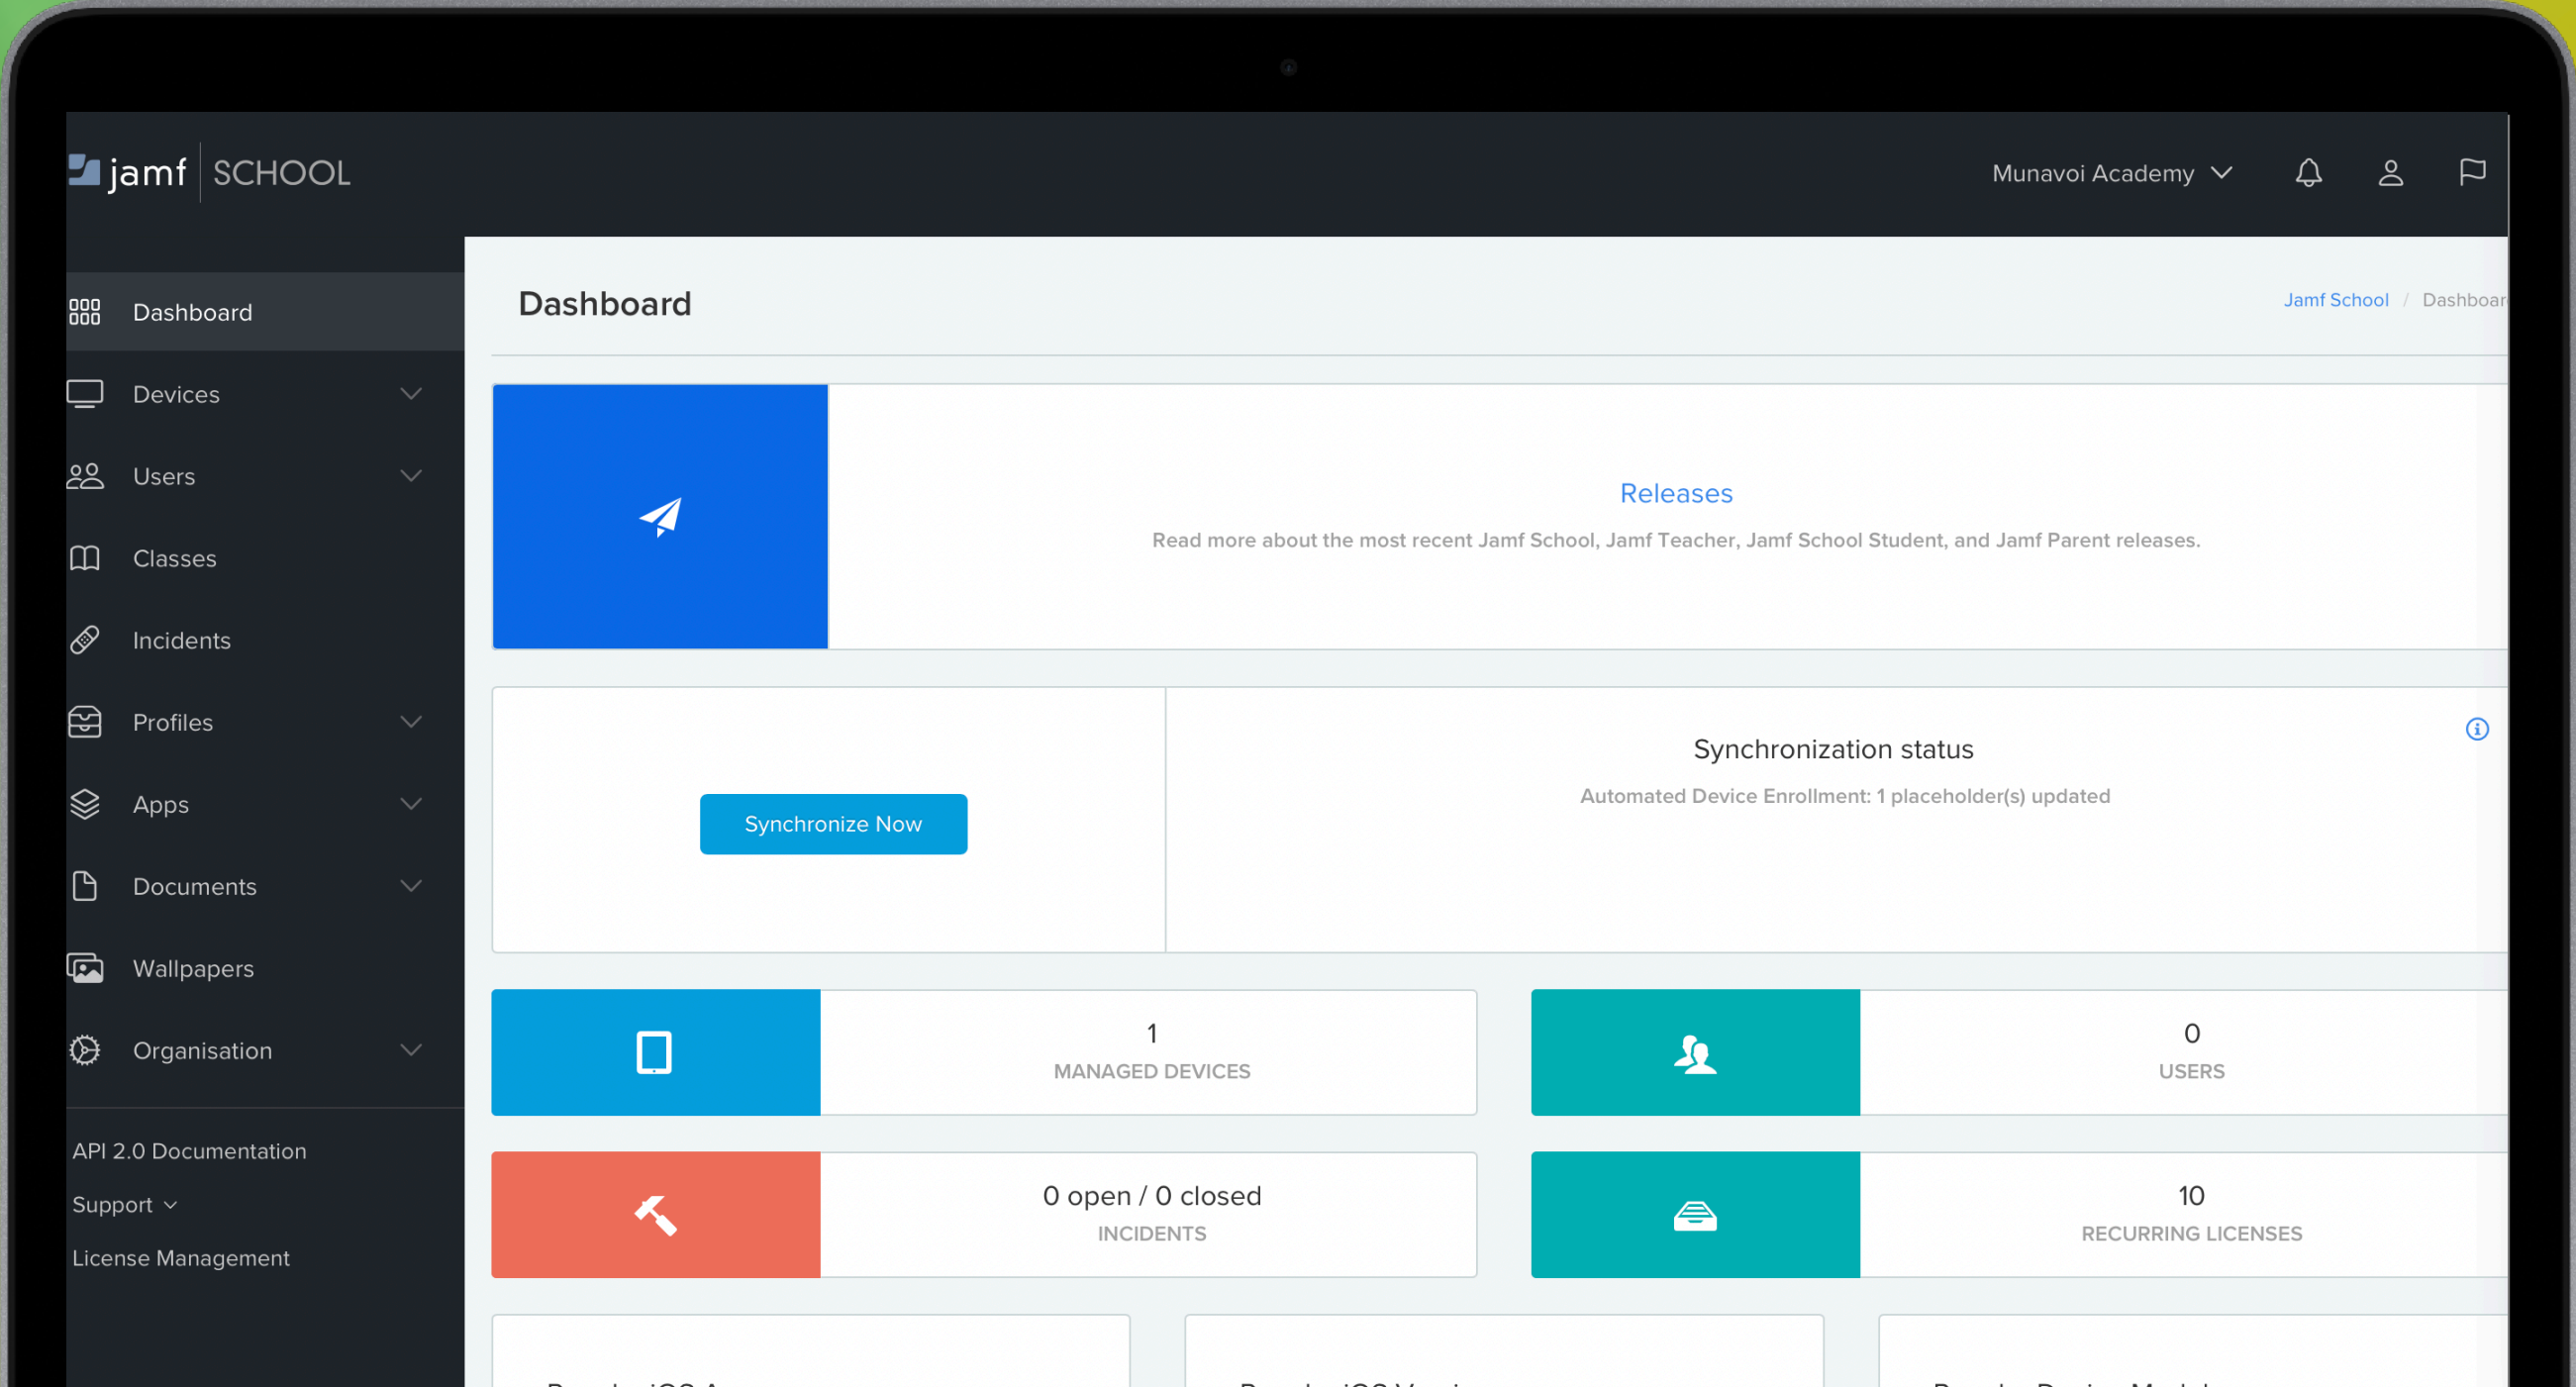 jamf SCHOOL
Munavoi Academy
Dashboard
Devices
Users
Classes
Incidents
Profiles
Apps
Documents
Wallpapers
Organisation
API 2.0 Documentation
Support
License Management
Dashboard
Jamf School / Dashboard
Releases
Read more about the most recent Jamf School, Jamf Teacher, Jamf School Student, and Jamf Parent releases.
Synchronize Now
Synchronization status
Automated Device Enrollment: 1 placeholder(s) updated
1
MANAGED DEVICES
0
USERS
0 open / 0 closed
INCIDENTS
10
RECURRING LICENSES